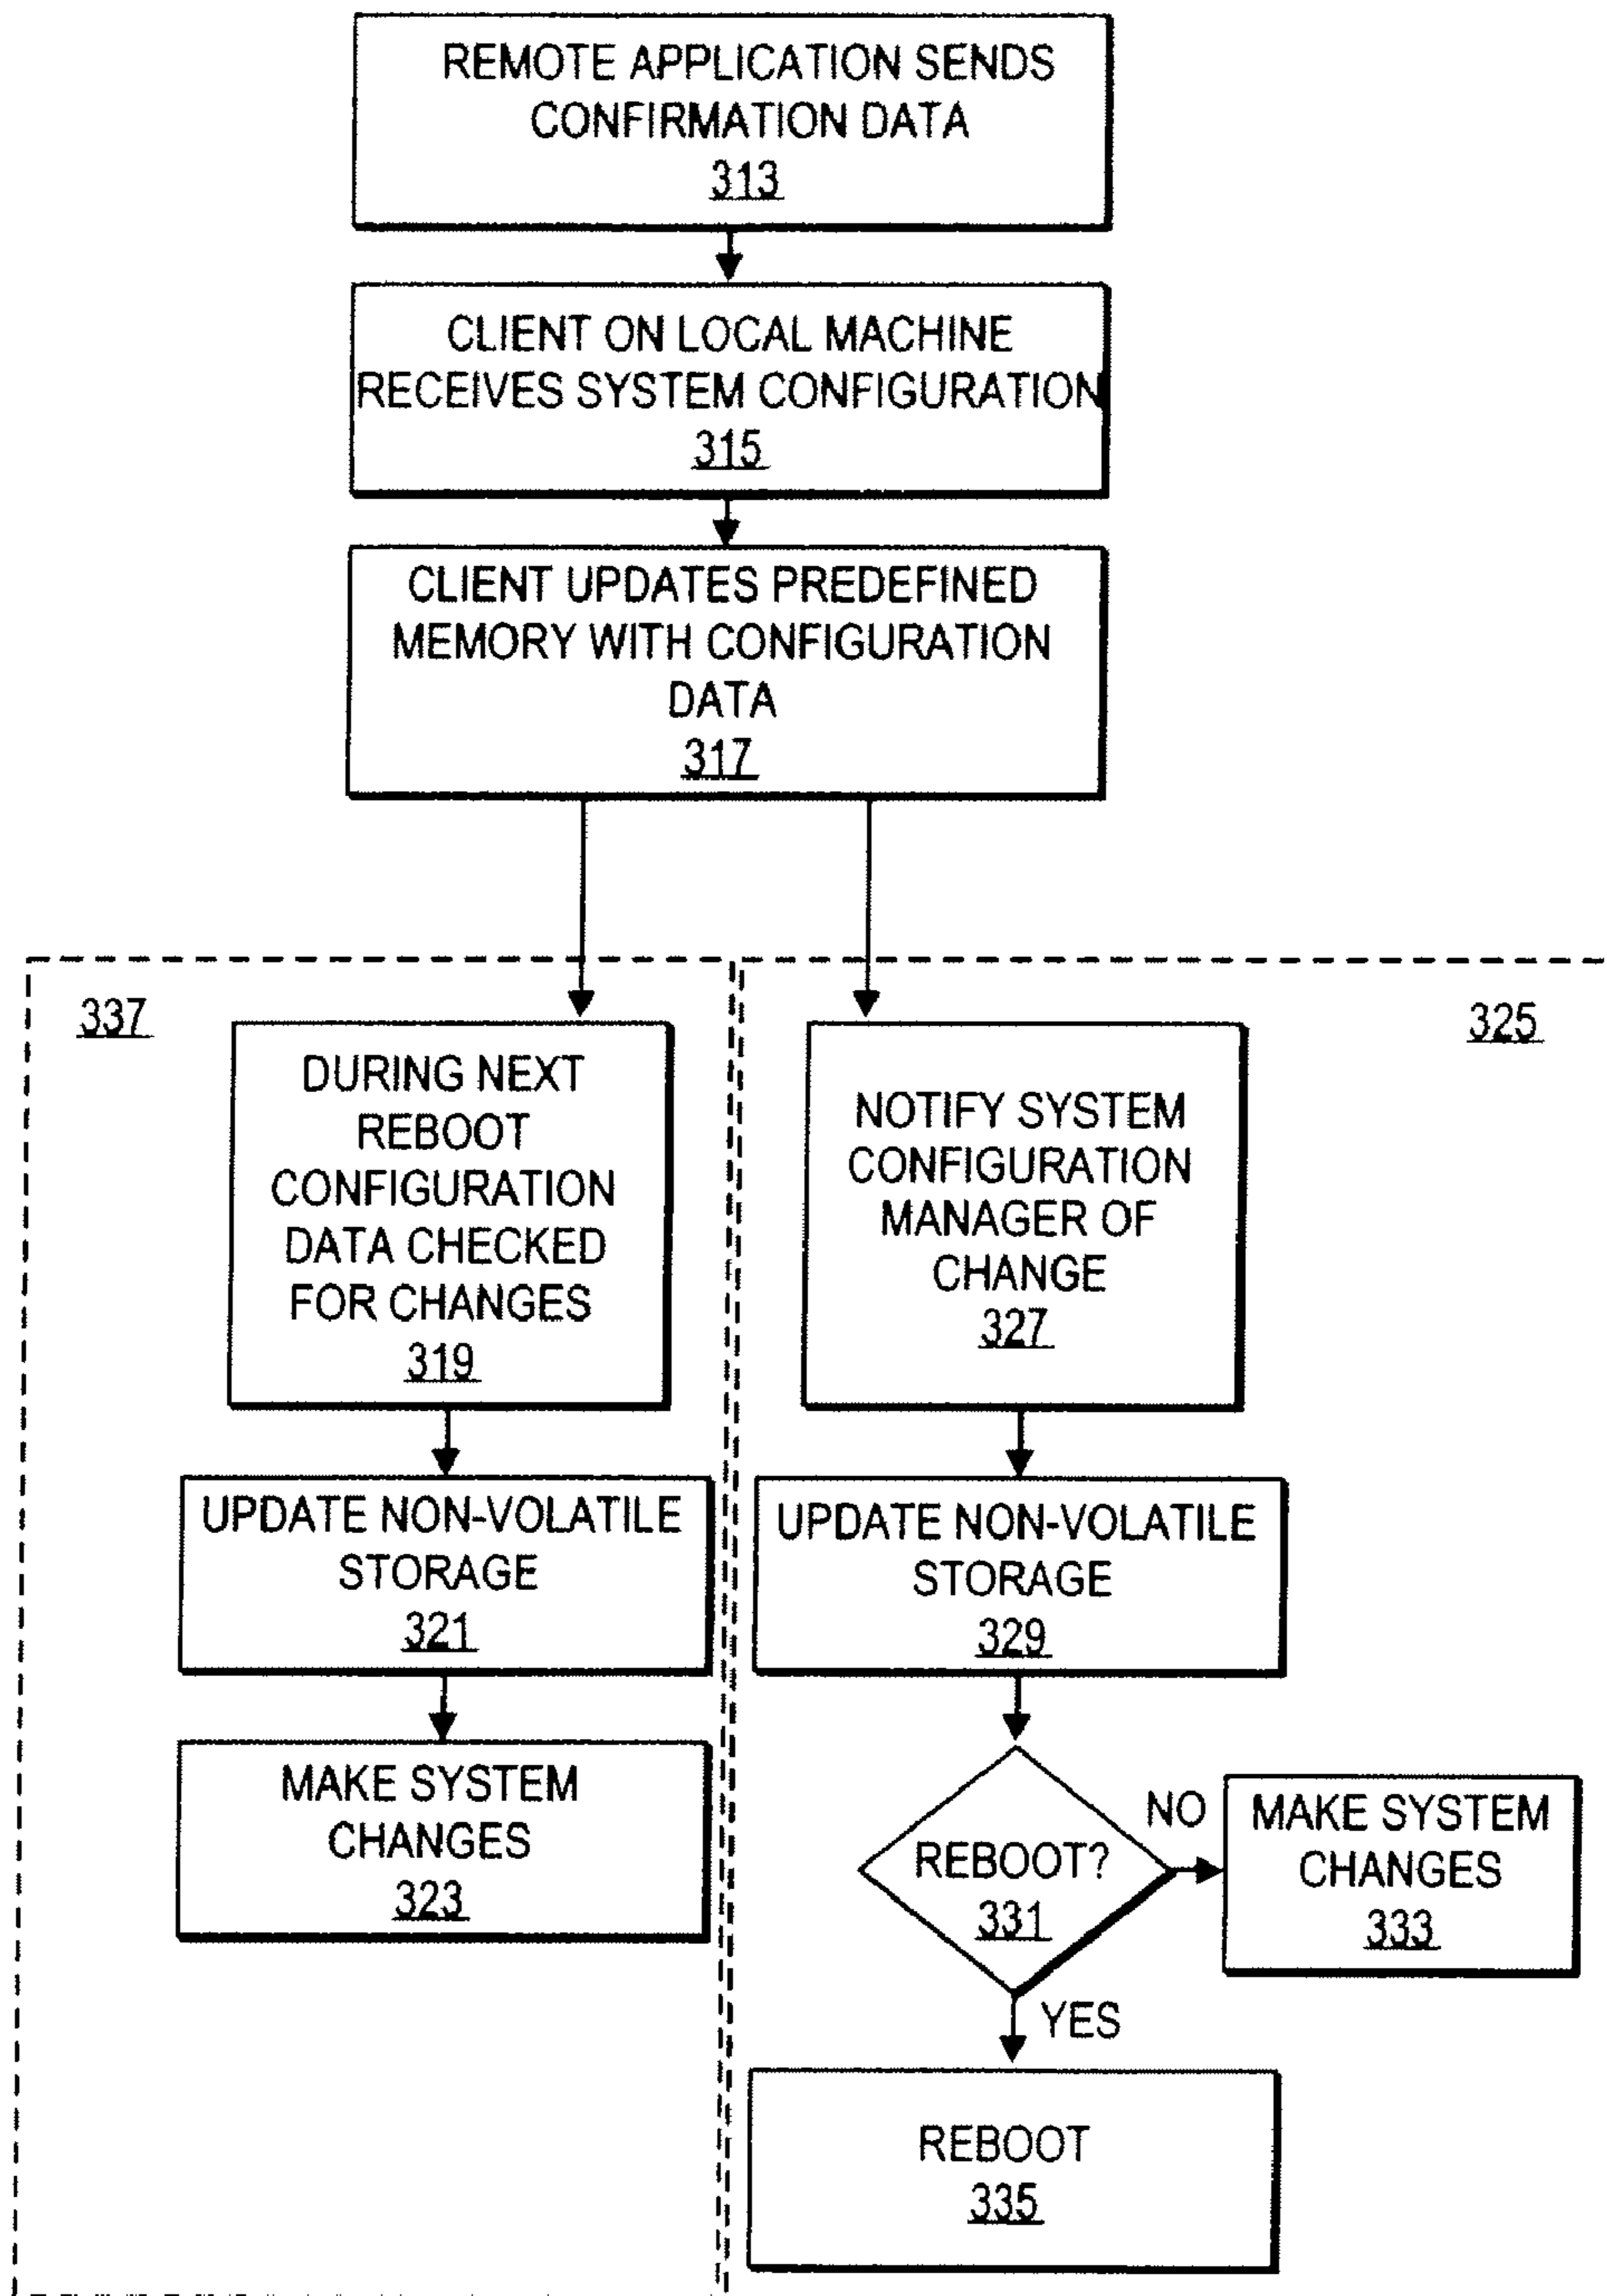 REMOTE APPLICATION SENDS
CONFIRMATION DATA
313
CLIENT ON LOCAL MACHINE
RECEIVES SYSTEM CONFIGURATION
315
CLIENT UPDATES PREDEFINED
MEMORY WITH CONFIGURATION
DATA
317
337
DURING NEXT
REBOOT
CONFIGURATION
DATA CHECKED
FOR CHANGES
319
UPDATE NON-VOLATILE
STORAGE
321
MAKE SYSTEM
CHANGES
323
325
NOTIFY SYSTEM
CONFIGURATION
MANAGER OF
CHANGE
327
UPDATE NON-VOLATILE
STORAGE
329
REBOOT?
331
NO
MAKE SYSTEM
CHANGES
333
YES
REBOOT
335